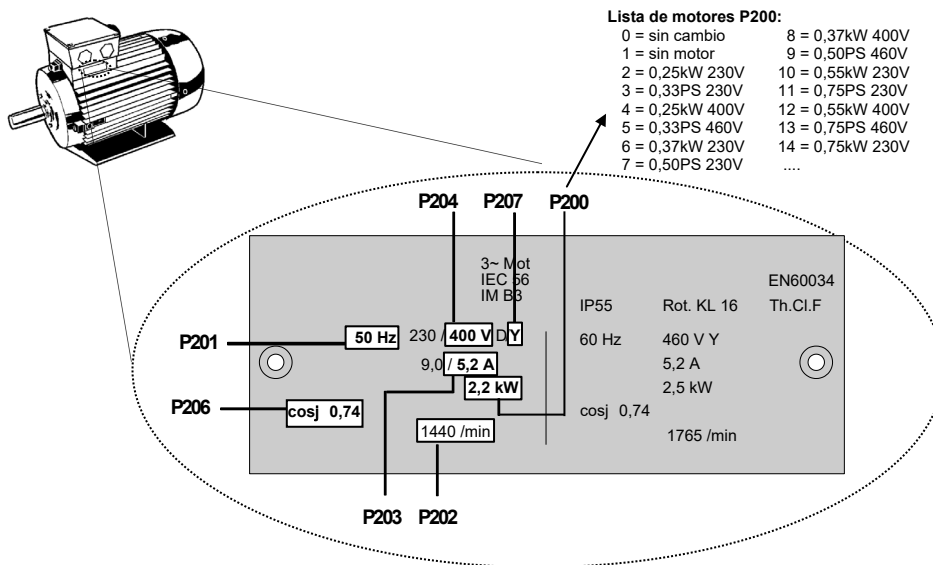 Lista de motores P200:
0 = sin cambio 8 = 0,37kW 400V
1 = sin motor 9 = 0,50PS 460V
2 = 0,25kW 230V 10 = 0,55kW 230V
3 = 0,33PS 230V 11 = 0,75PS 230V
4 = 0,25kW 400V 12 = 0,55kW 400V
5 = 0,33PS 460V 13 = 0,75PS 460V
6 = 0,37kW 230V 14 = 0,75kW 230V
7 = 0,50PS 230V ....
P204 P207 P200
3~ Mot
IEC 56
IM B3
EN60034
IP55 Rot. KL 16 Th.Cl.F
P201
50 Hz 230 / 400 V D Y 60 Hz 460 V Y
9,0 / 5,2 A 5,2 A
2,2 kW 2,5 kW
P206
cosj 0,74 cosj 0,74
1440 /min 1765 /min
P203 P202